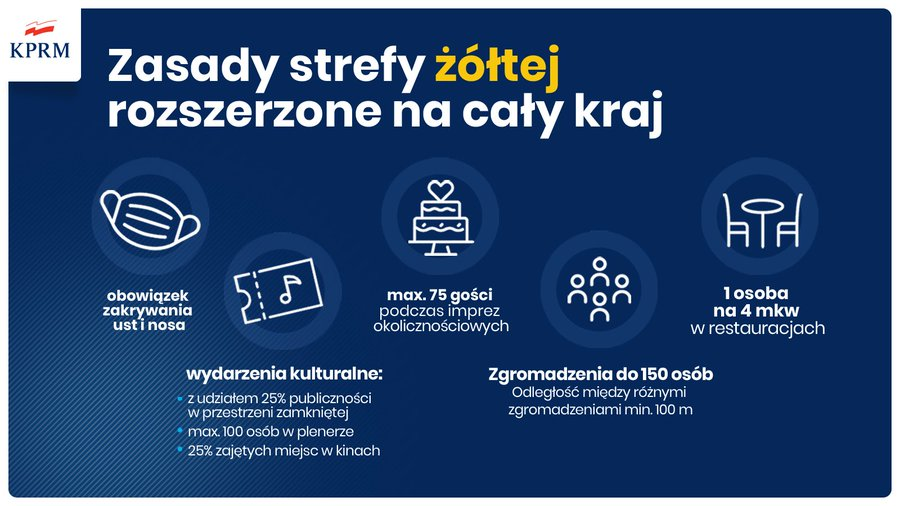 KPRM
Zasady strefy żółtej
rozszerzone na cały kraj
obowiązek
zakrywania
ust i nosa
wydarzenia kulturalne:
• z udziałem 25% publiczności
w przestrzeni zamkniętej
• max. 100 osób w plenerze
• 25% zajętych miejsc w kinach
max. 75 gości
podczas imprez
okolicznościowych
Zgromadzenia do 150 osób
Odległość między różnymi
zgromadzeniami min. 100 m
1 osoba
na 4 mkw
w restauracjach